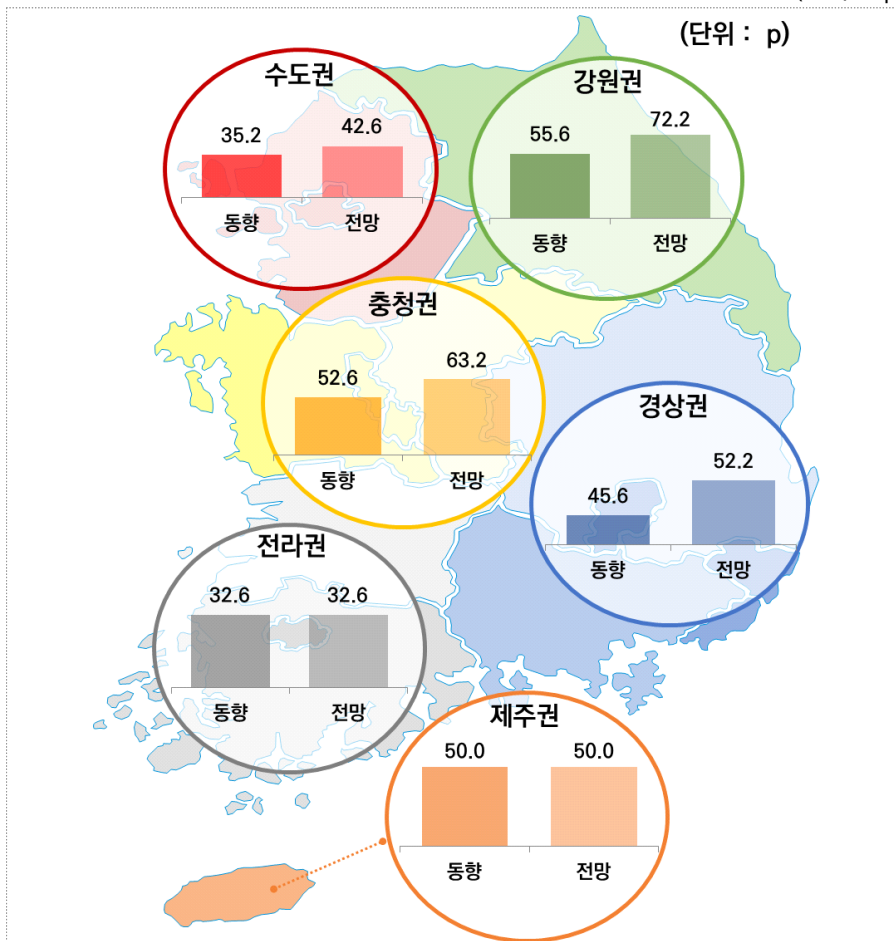 (단위 : p)
수도권
35.2
42.6
동향
전망
강원권
55.6
72.2
동향
전망
충청권
52.6
63.2
동향
전망
경상권
45.6
52.2
동향
전망
전라권
32.6
32.6
동향
전망
제주권
50.0
50.0
동향
전망